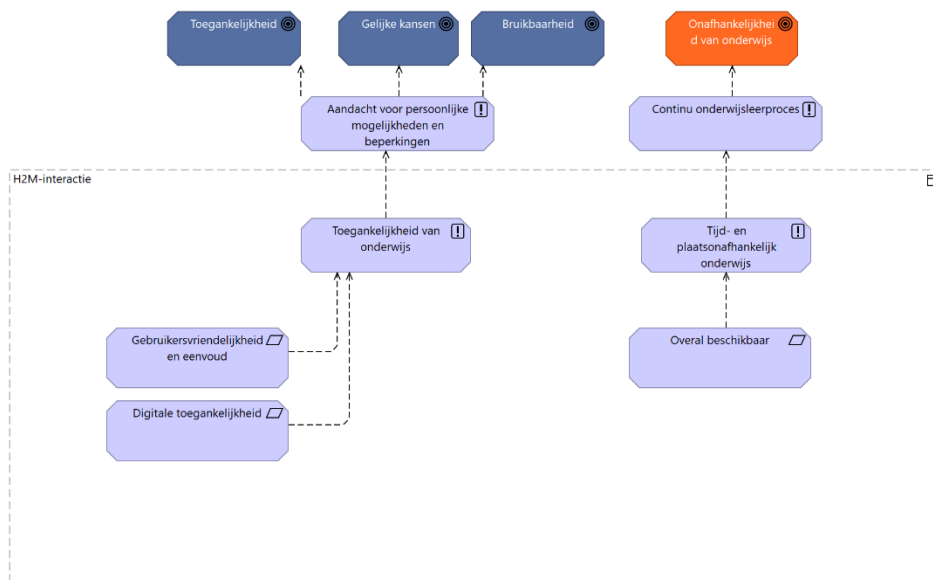 Toegankelijkheid
Gelijke kansen
Bruikbaarheid
Onafhankelijkhei
d van onderwijs
Aandacht voor persoonlijke
mogelijkheden en
beperkingen
Continu onderwijsleerproces
H2M-interactie
Toegankelijkheid van
onderwijs
Tijd- en
plaatsonafhankelijk
onderwijs
Gebruikersvriendelijkheid
en eenvoud
Overal beschikbaar
Digitale toegankelijkheid